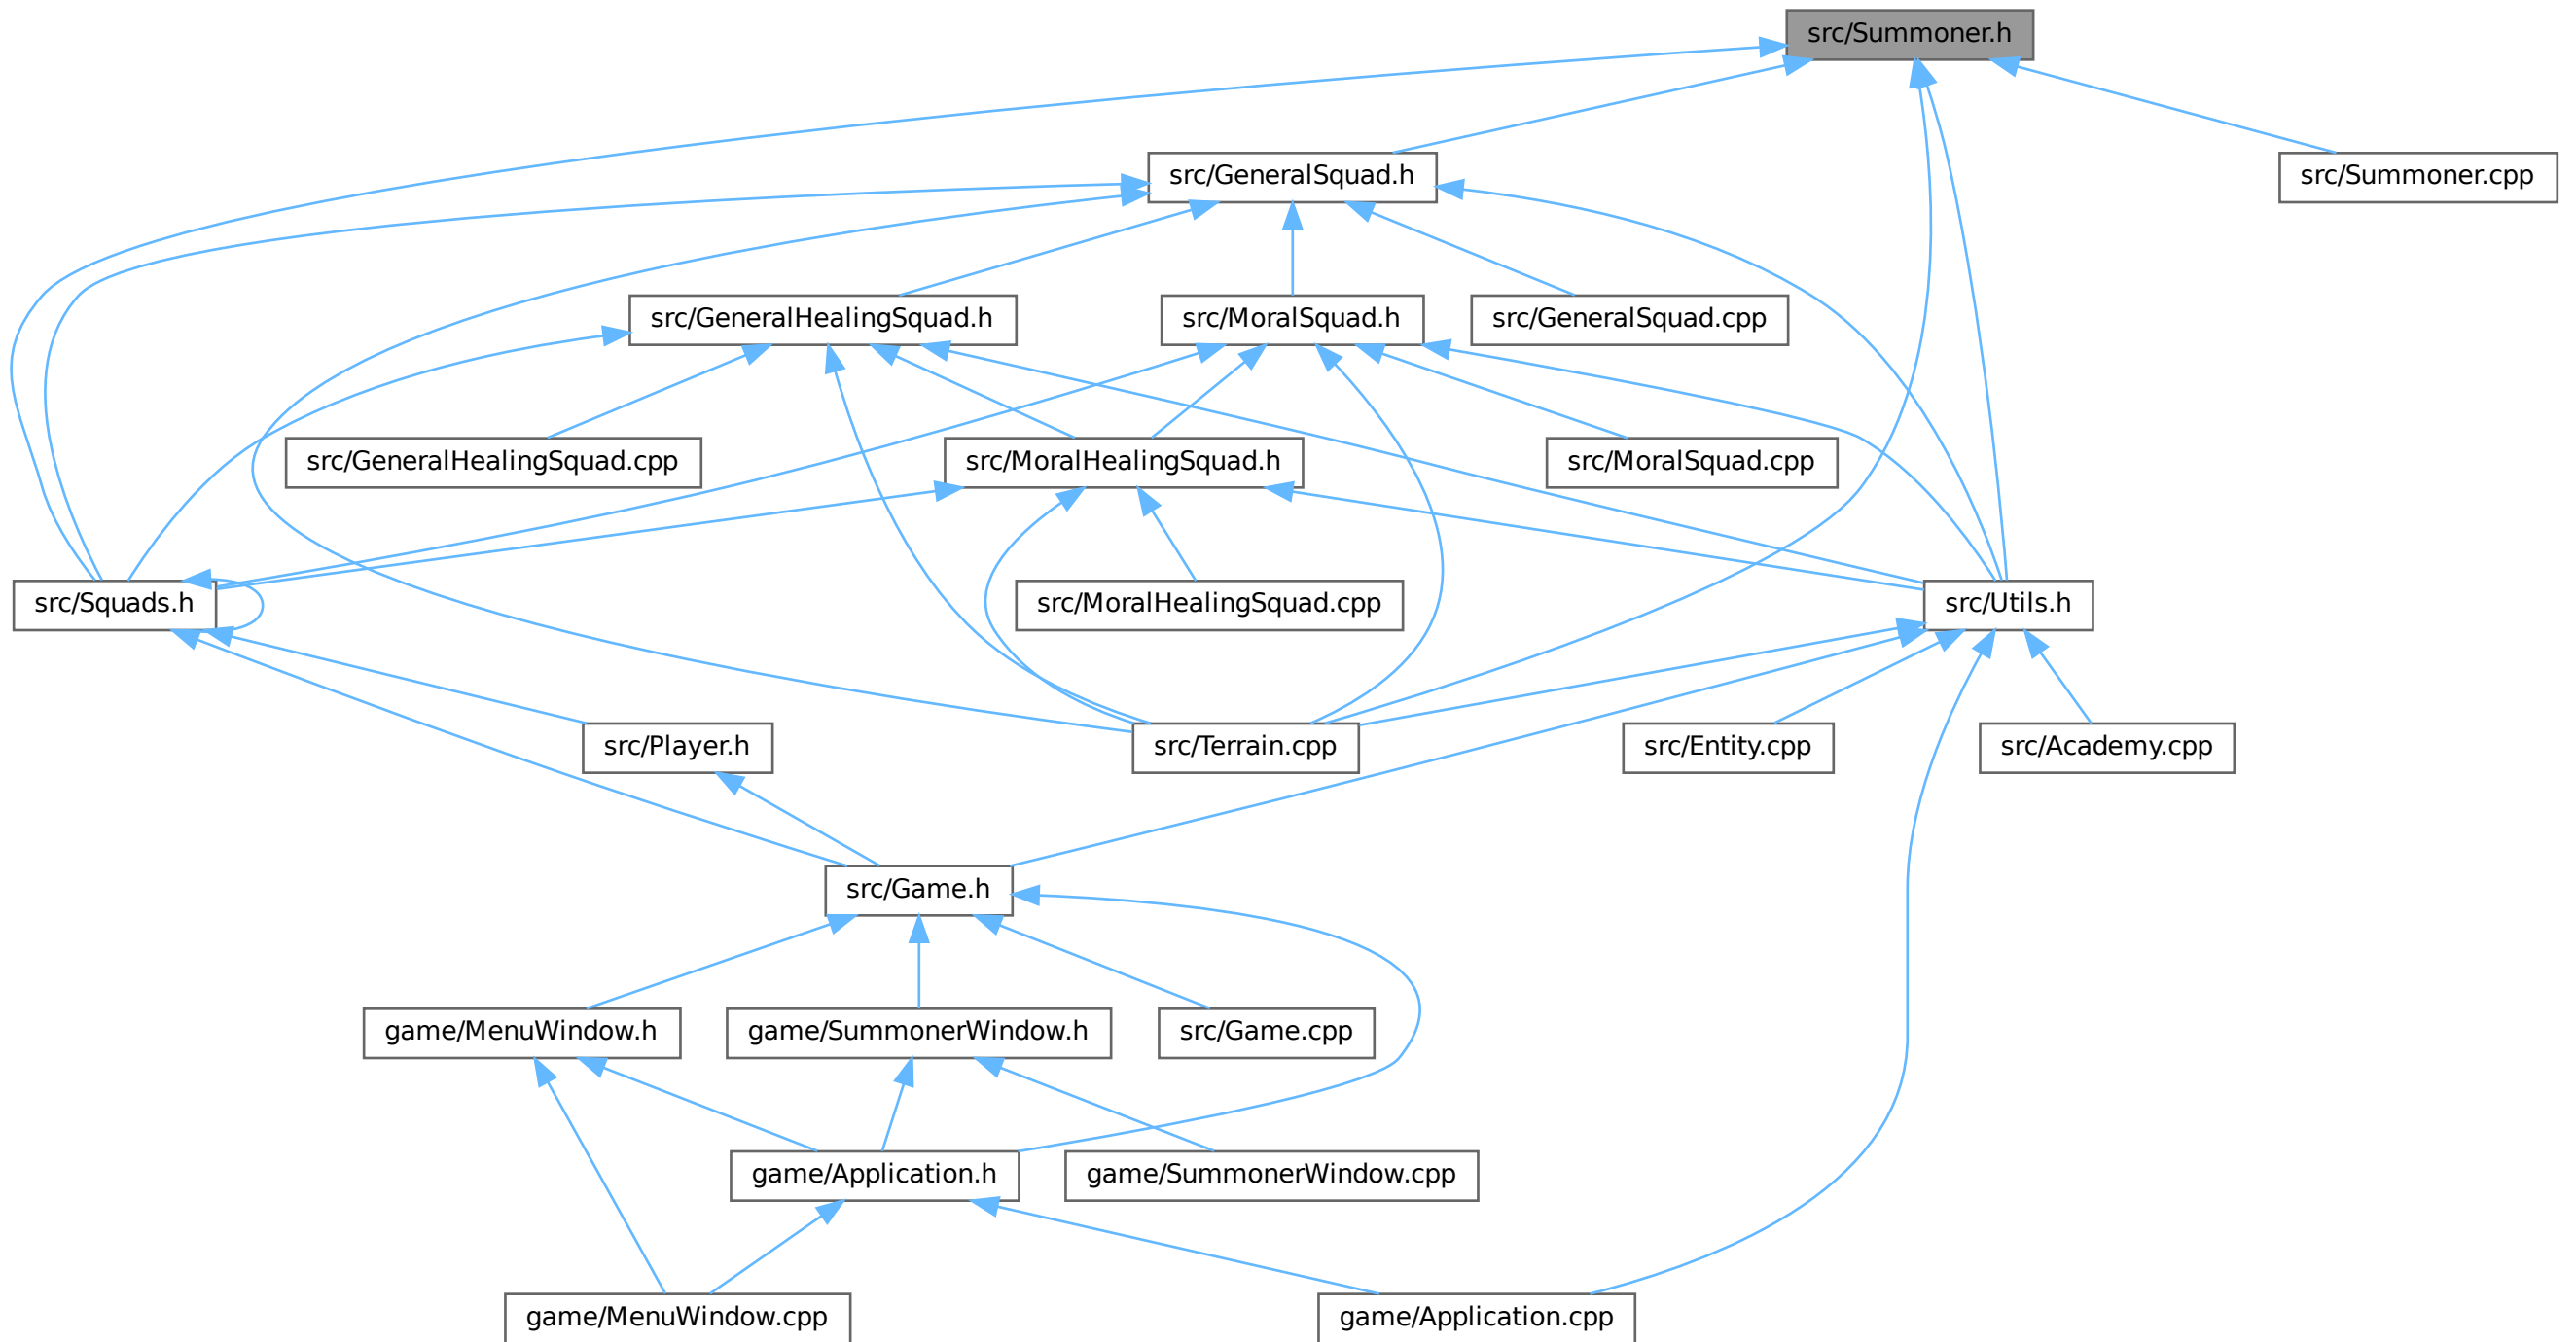 src/Summoner.h
src/GeneralSquad.h
src/Summoner.cpp
src/GeneralHealingSquad.h
src/MoralSquad.h
src/GeneralSquad.cpp
src/GeneralHealingSquad.cpp
src/MoralHealingSquad.h
src/MoralSquad.cpp
src/Squads.h
src/MoralHealingSquad.cpp
src/Utils.h
src/Player.h
src/Terrain.cpp
src/Entity.cpp
src/Academy.cpp
src/Game.h
game/MenuWindow.h
game/SummonerWindow.h
src/Game.cpp
game/Application.h
game/SummonerWindow.cpp
game/MenuWindow.cpp
game/Application.cpp